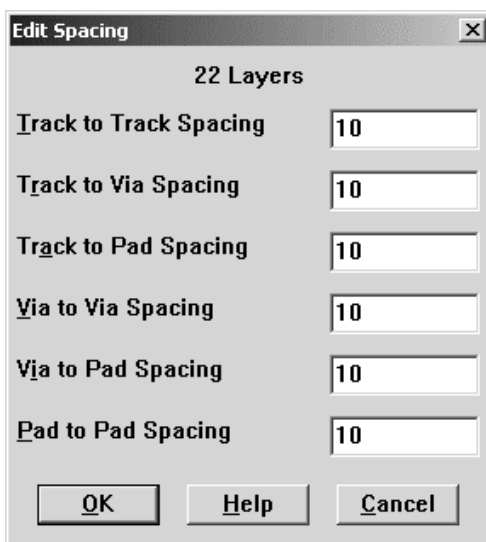 Edit Spacing
22 Layers
Track to Track Spacing 10
Track to Via Spacing 10
Track to Pad Spacing 10
Via to Via Spacing 10
Via to Pad Spacing 10
Pad to Pad Spacing 10
OK Help Cancel